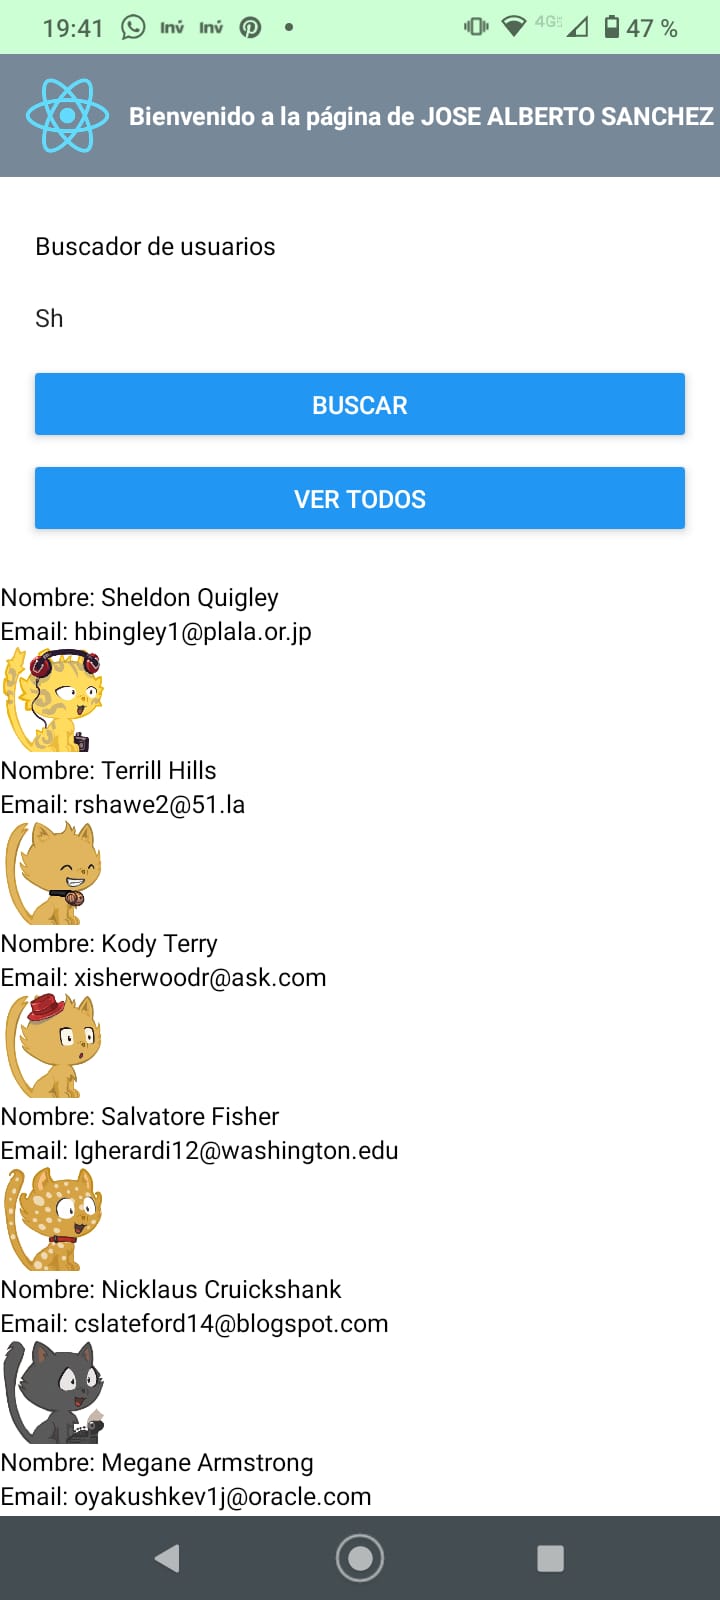 19:41 Inv Inv 4G 47 %
Bienvenido a la página de JOSE ALBERTO SANCHEZ
Buscador de usuarios
Sh
BUSCAR
VER TODOS
Nombre: Sheldon Quigley
Email: hbingley1@plala.or.jp
Nombre: Terrill Hills
Email: rshawe2@51.la
Nombre: Kody Terry
Email: xisherwoodr@ask.com
Nombre: Salvatore Fisher
Email: lgherardi12@washington.edu
Nombre: Nicklaus Cruickshank
Email: cslateford14@blogspot.com
Nombre: Megane Armstrong
Email: oyakushkev1j@oracle.com